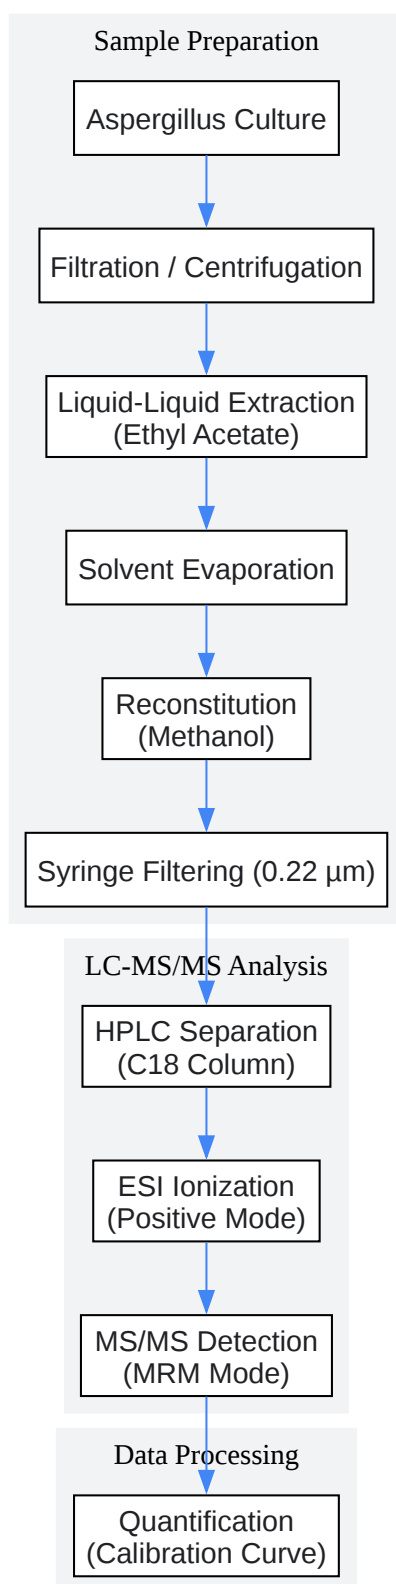 Sample Preparation
Aspergillus Culture
Filtration / Centrifugation
Liquid-Liquid Extraction
(Ethyl Acetate)
Solvent Evaporation
Reconstitution
(Methanol)
Syringe Filtering (0.22 µm)
LC-MS/MS Analysis
HPLC Separation
(C18 Column)
ESI Ionization
(Positive Mode)
MS/MS Detection
(MRM Mode)
Data Processing
Quantification
(Calibration Curve)